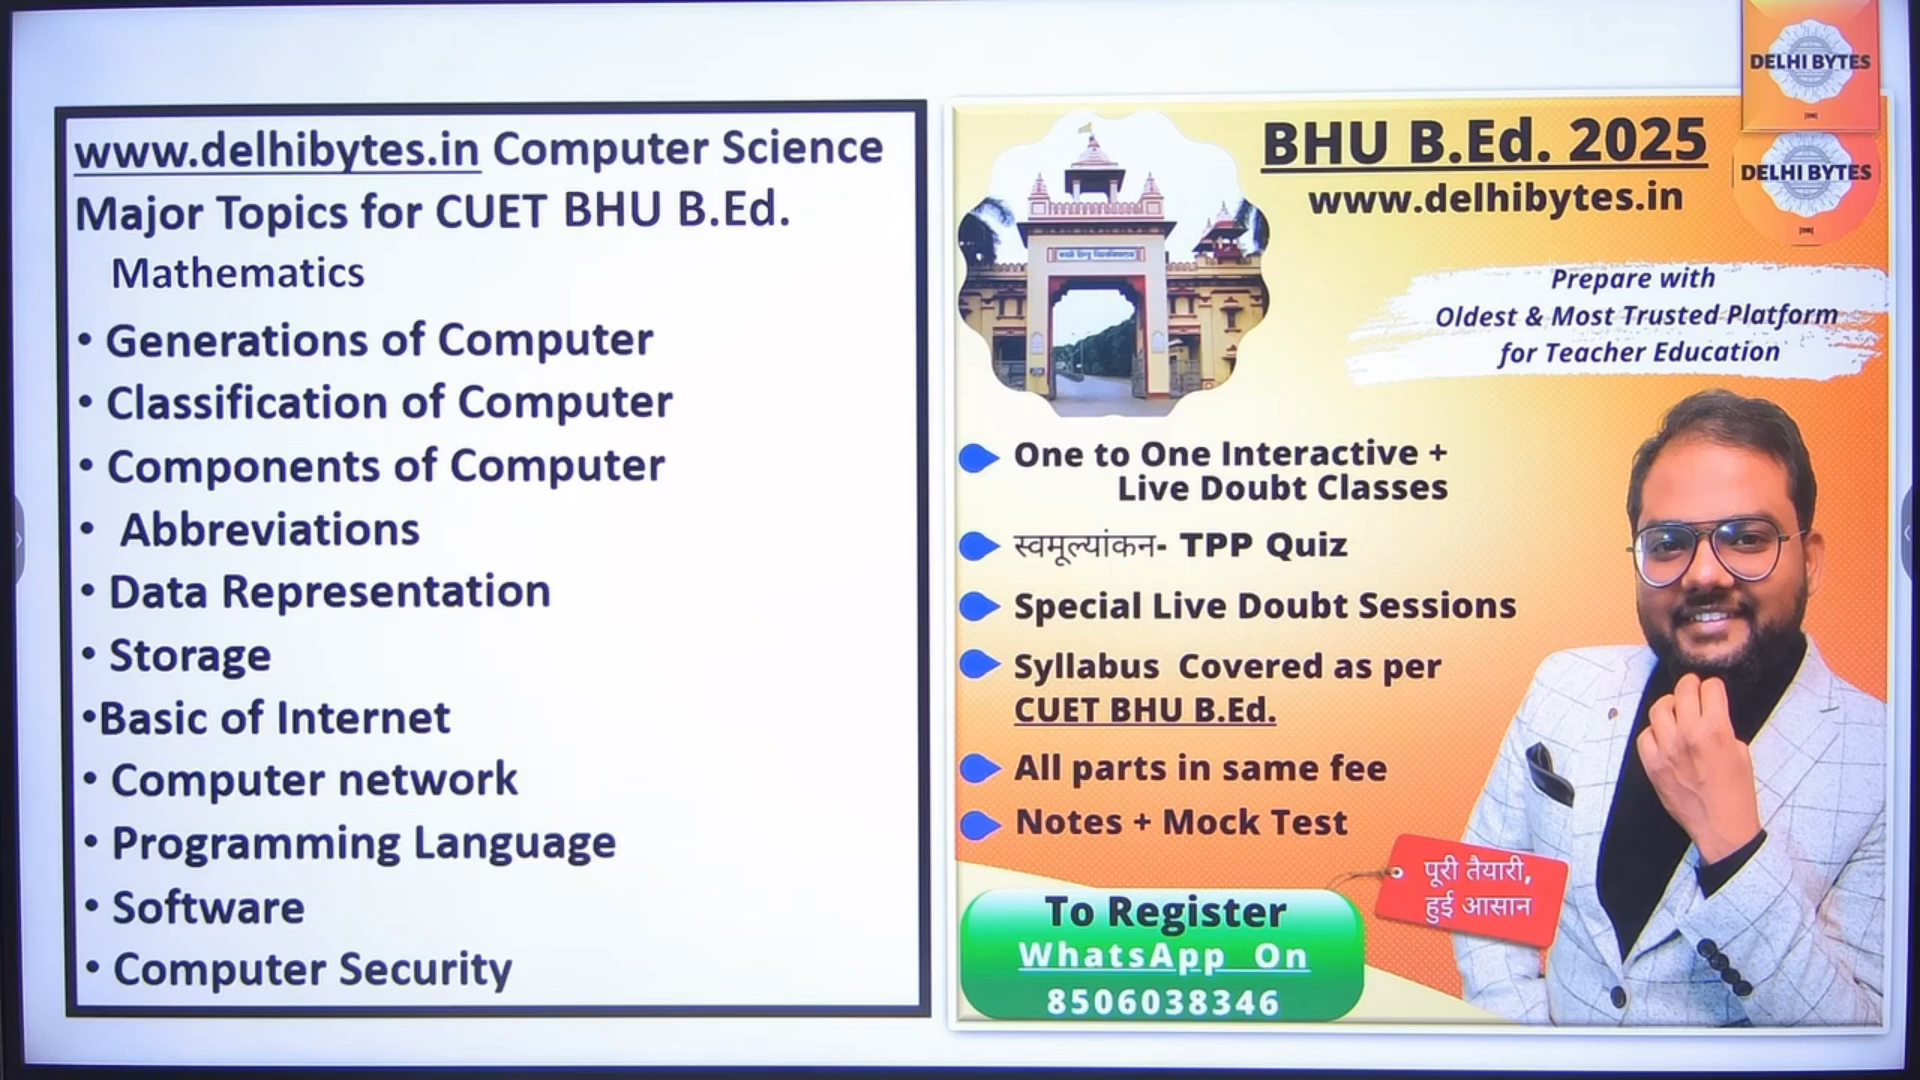 www.delhibytes.in Computer Science
Major Topics for CUET BHU B.Ed.
Mathematics
• Generations of Computer
• Classification of Computer
• Components of Computer
• Abbreviations
• Data Representation
• Storage
•Basic of Internet
• Computer network
• Programming Language
• Software
• Computer Security
BHU B.Ed. 2025
www.delhibytes.in
DELHI BYTES
[DB]
DELHI BYTES
[DB]
Prepare with
Oldest & Most Trusted Platform
for Teacher Education
One to One Interactive +
Live Doubt Classes
स्वमूल्यांकन- TPP Quiz
Special Live Doubt Sessions
Syllabus Covered as per
CUET BHU B.Ed.
All parts in same fee
Notes + Mock Test
पूरी तैयारी,
हुई आसान
To Register
WhatsApp On
8506038346